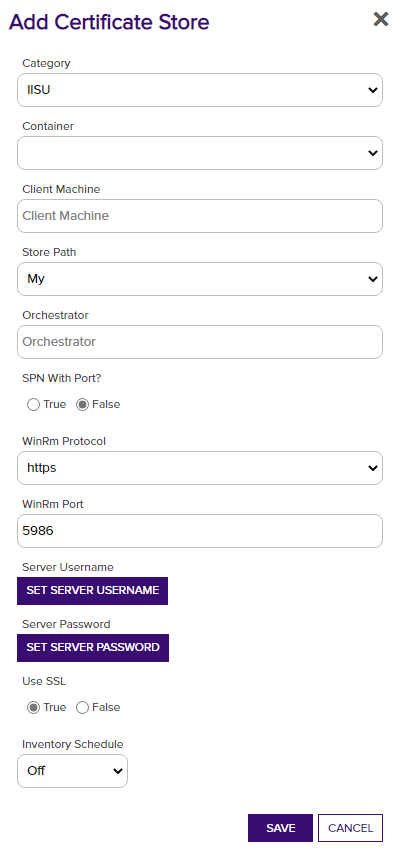 Add Certificate Store
Category
IISU
Container
Client Machine
Client Machine
Store Path
My
Orchestrator
Orchestrator
SPN With Port?
True False
WinRm Protocol
https
WinRm Port
5986
Server Username
SET SERVER USERNAME
Server Password
SET SERVER PASSWORD
Use SSL
True False
Inventory Schedule
Off
SAVE CANCEL